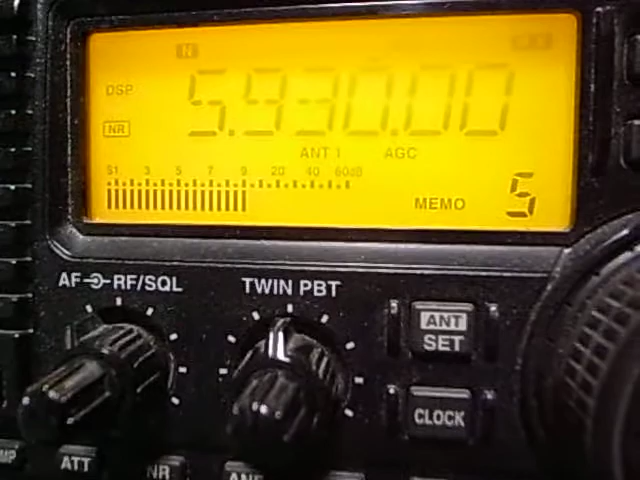 N
DSP
5.930.00
NR
ANT 1 AGC
S1 3 5 7 9 20 40 60dB
MEMO 5
AF RF/SQL
TWIN PBT
ANT
SET
CLOCK
ATT
NR